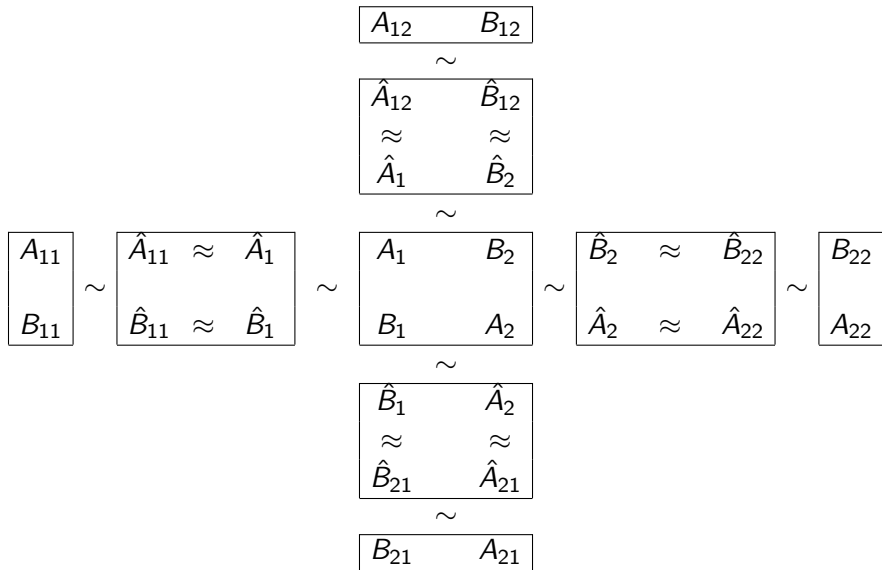 A₁₂ B₁₂
∼
Â₁₂ B̂₁₂
≈ ≈
Â₁ B̂₂
∼
A₁₁ Â₁₁ ≈ Â₁ A₁ B₂ B̂₂ ≈ B̂₂₂ B₂₂
∼ ∼ ∼ ∼
B₁₁ B̂₁₁ ≈ B̂₁ B₁ A₂ Â₂ ≈ Â₂₂ A₂₂
∼
B̂₁ Â₂
≈ ≈
B̂₂₁ Â₂₁
∼
B₂₁ A₂₁